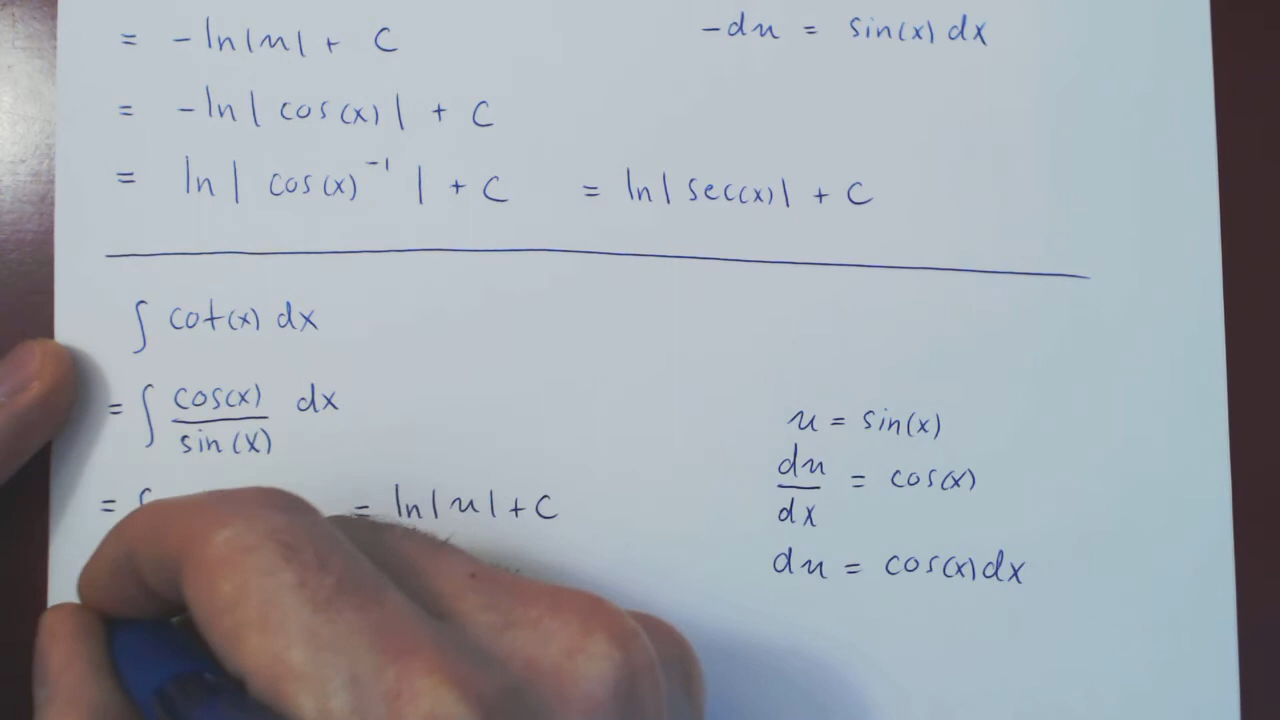 = -ln|u| + C
-du = sin(x) dx
= -ln| cos(x) | + C
= ln| cos(x)⁻¹ | + C = ln| sec(x)| + C
∫ cot(x) dx
= ∫ cos(x)/sin(x) dx
u = sin(x)
du/dx = cos(x)
= ∫ = ln|u| + C
du = cos(x)dx